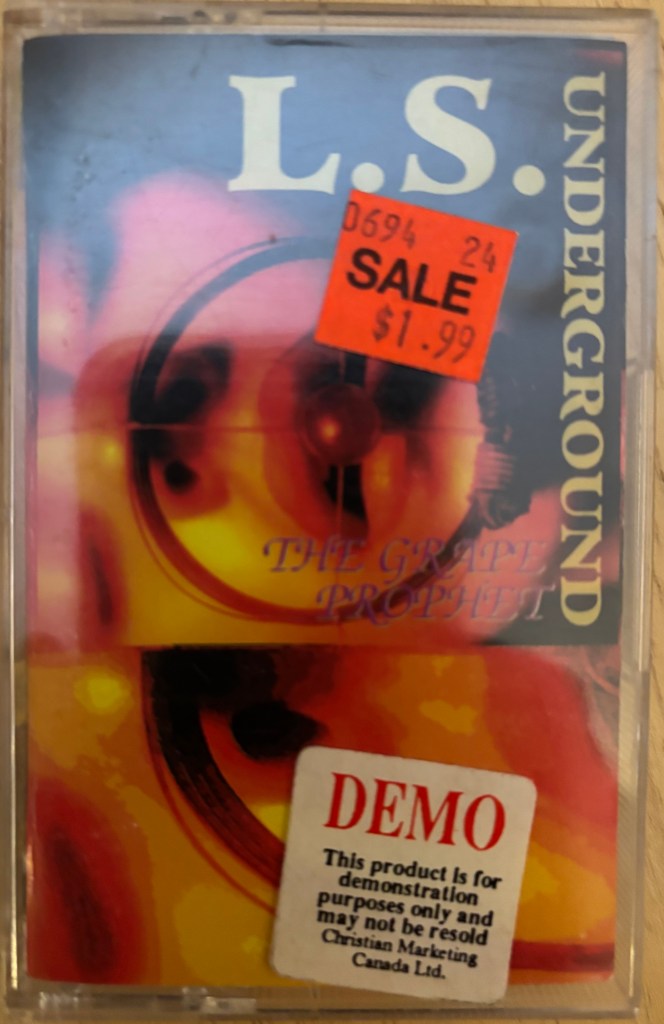 L.S.
UNDERGROUND
0694 24
SALE
$1.99
THE GRAPE
PROPHET
DEMO
This product is for
demonstration
purposes only and
may not be resold
Christian Marketing
Canada Ltd.